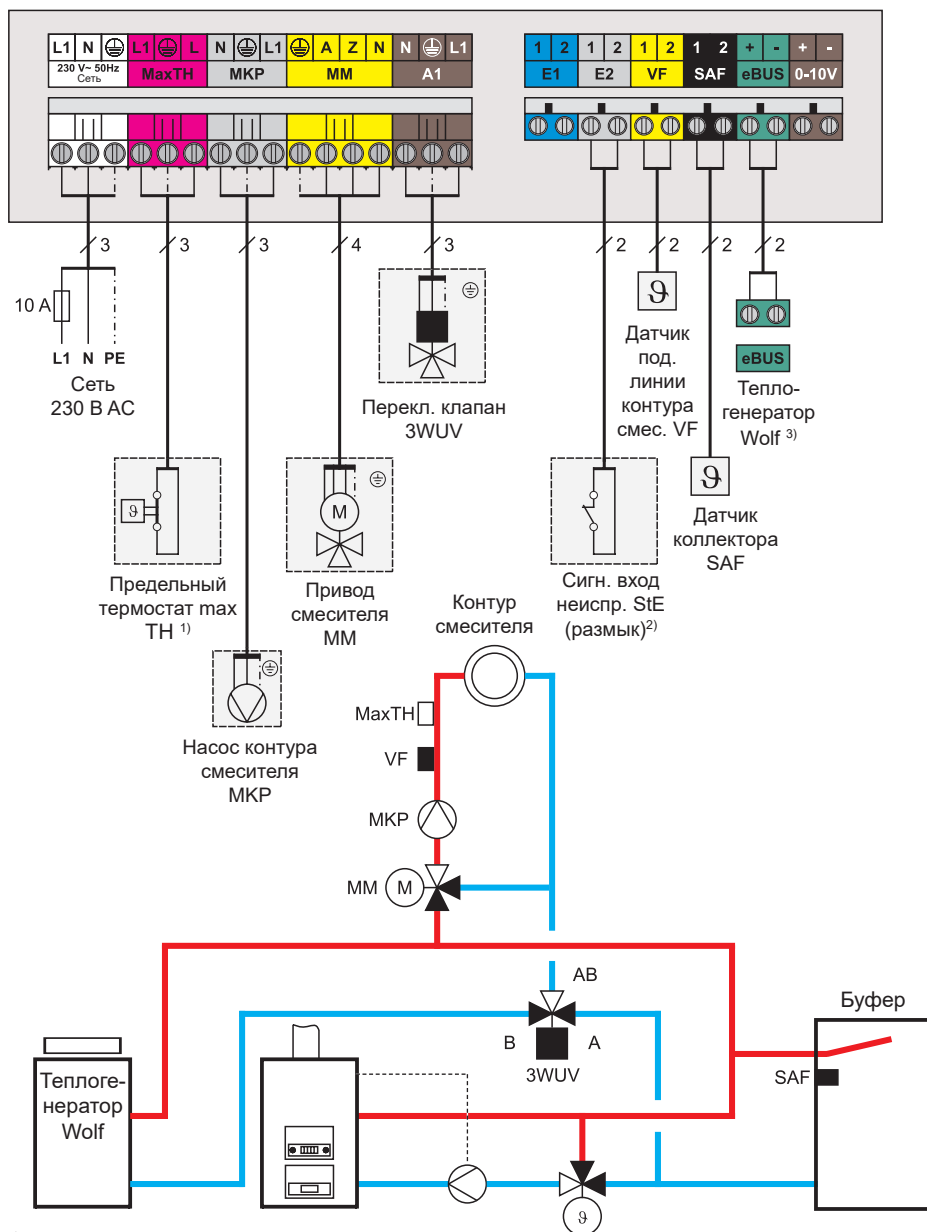 L1 N L1 L N L1 A Z N N L1
230 V~ 50Hz
Сеть
MaxTH MKP MM A1
1 2 1 2 1 2 1 2 + - + -
E1 E2 VF SAF eBUS 0-10V
3 3 3 4 3 2 2 2 2
10 A
L1 N PE
Сеть
230 В AC
Перекл. клапан
3WUV
ϑ
Датчик
под.
линии
контура
смес. VF
eBUS
Тепло-
генератор
Wolf 3)
ϑ
Предельный
термостат max
TH 1)
M
Привод
смесителя
MM
Сигн. вход
неиспр. StE
(размык)2)
ϑ
Датчик
коллектора
SAF
Насос контура
смесителя
MKP
Контур
смесителя
MaxTH
VF
MKP
MM M
AB
B A
3WUV
Буфер
SAF
Теплоге-
нератор
Wolf
ϑ